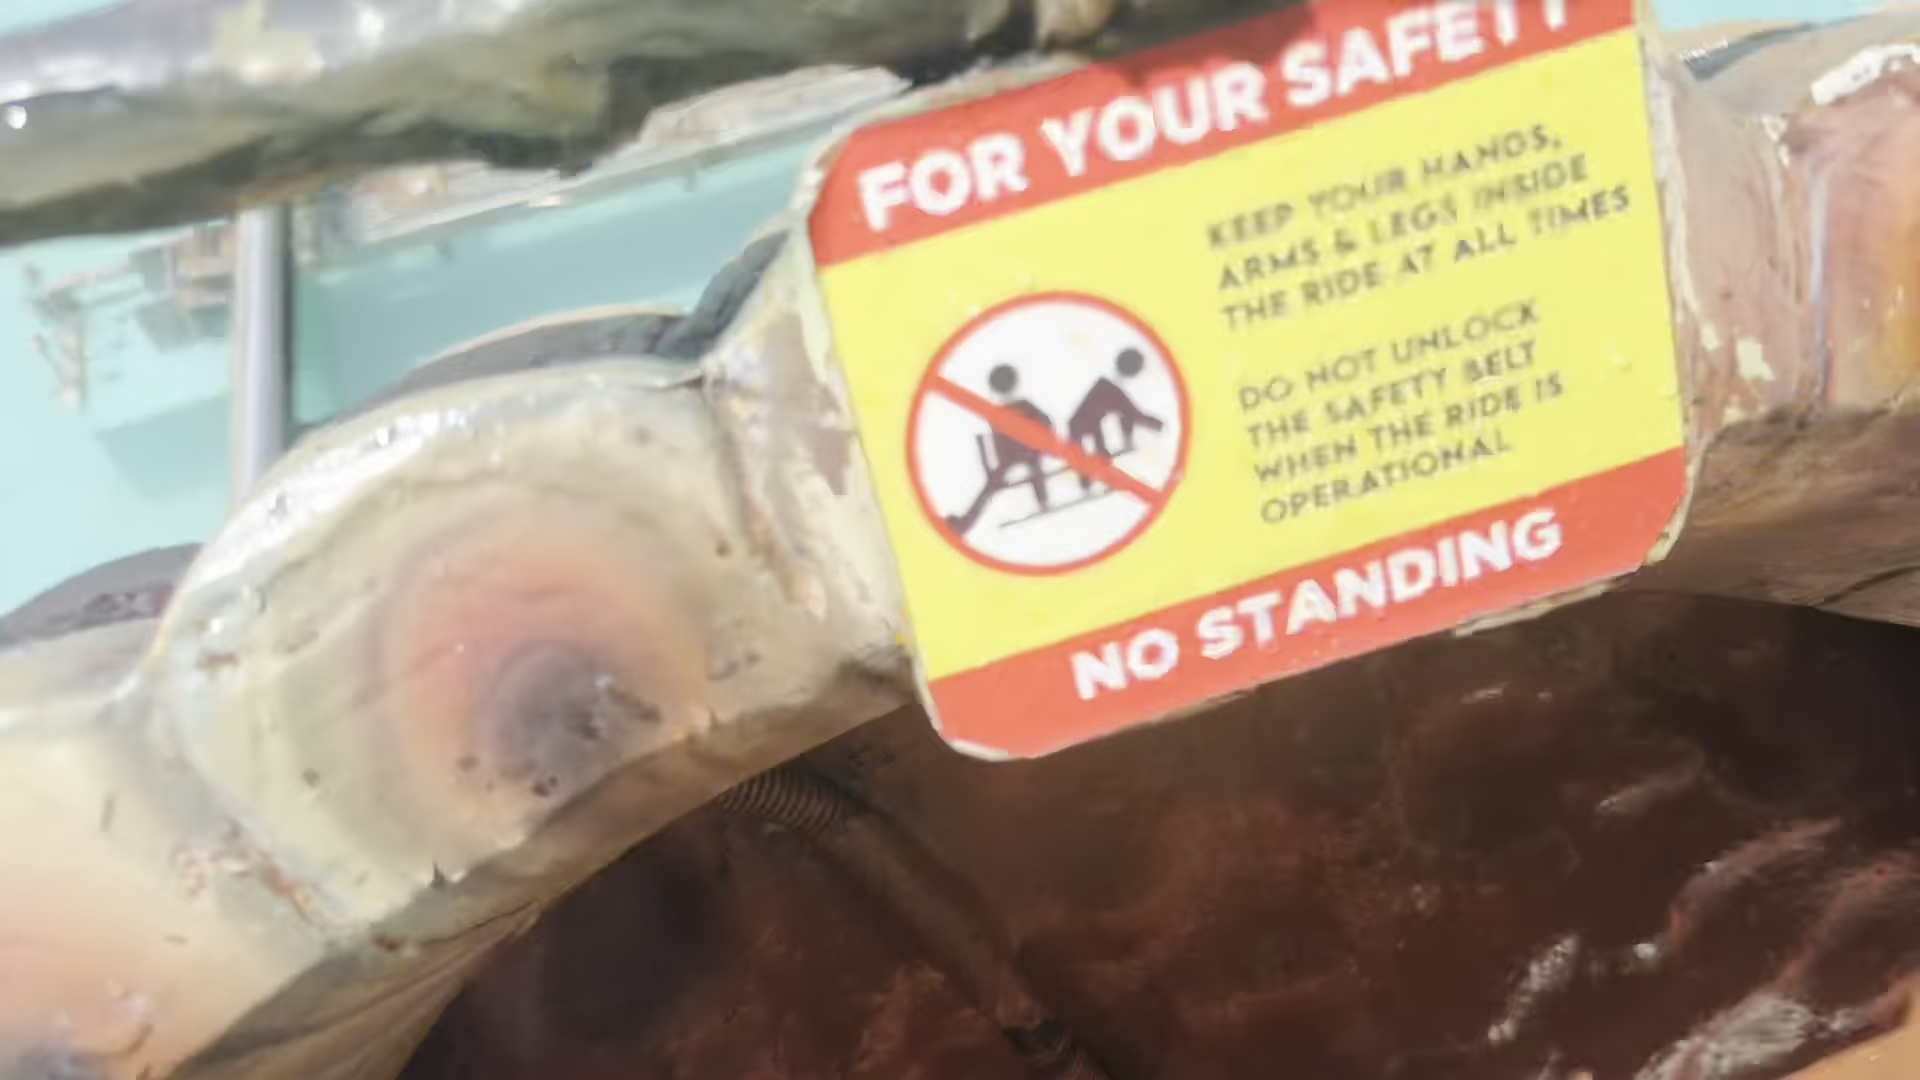 FOR YOUR SAFETY
KEEP YOUR HANDS,
ARMS & LEGS INSIDE
THE RIDE AT ALL TIMES
DO NOT UNLOCK
THE SAFETY BELT
WHEN THE RIDE IS
OPERATIONAL
NO STANDING